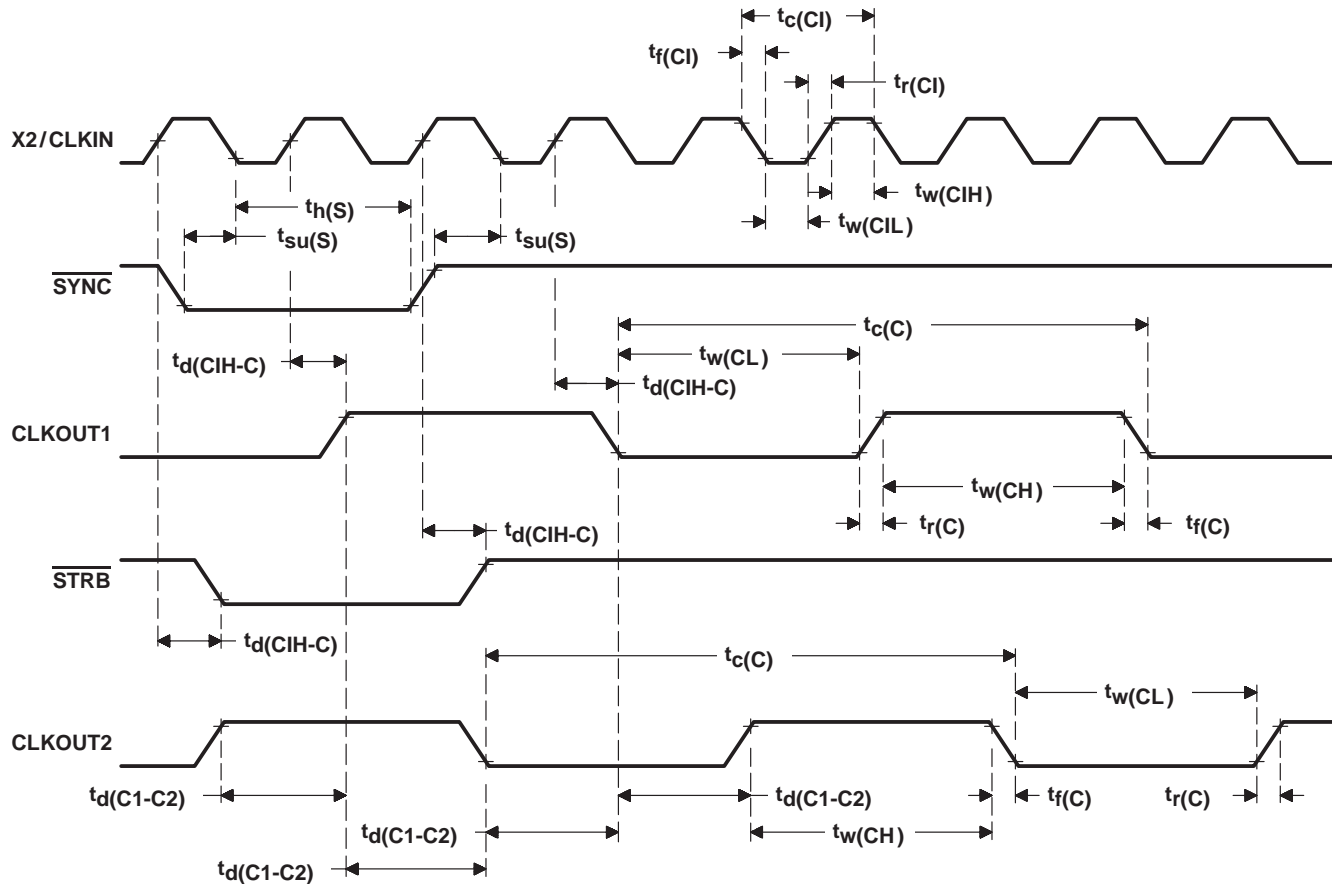 tc(CI)
tf(CI)
tr(CI)
X2/CLKIN
tw(CIH)
th(S)
tw(CIL)
tsu(S)
tsu(S)
SYNC
tc(C)
tw(CL)
td(CIH-C)
td(CIH-C)
CLKOUT1
tw(CH)
td(CIH-C)
tr(C)
tf(C)
STRB
td(CIH-C)
tc(C)
tw(CL)
CLKOUT2
td(C1-C2)
td(C1-C2)
tf(C)
tr(C)
td(C1-C2)
tw(CH)
td(C1-C2)